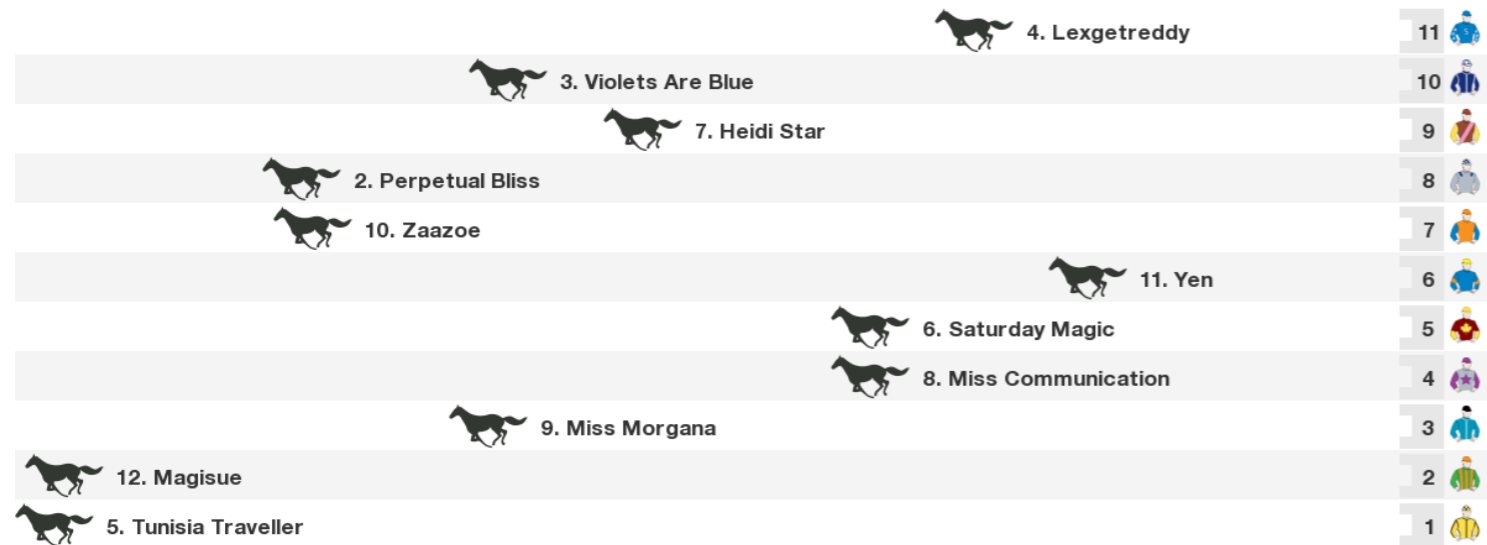 4. Lexgetreddy 11
3. Violets Are Blue 10
7. Heidi Star 9
2. Perpetual Bliss 8
10. Zaazoe 7
11. Yen 6
6. Saturday Magic 5
8. Miss Communication 4
9. Miss Morgana 3
12. Magisue 2
5. Tunisia Traveller 1